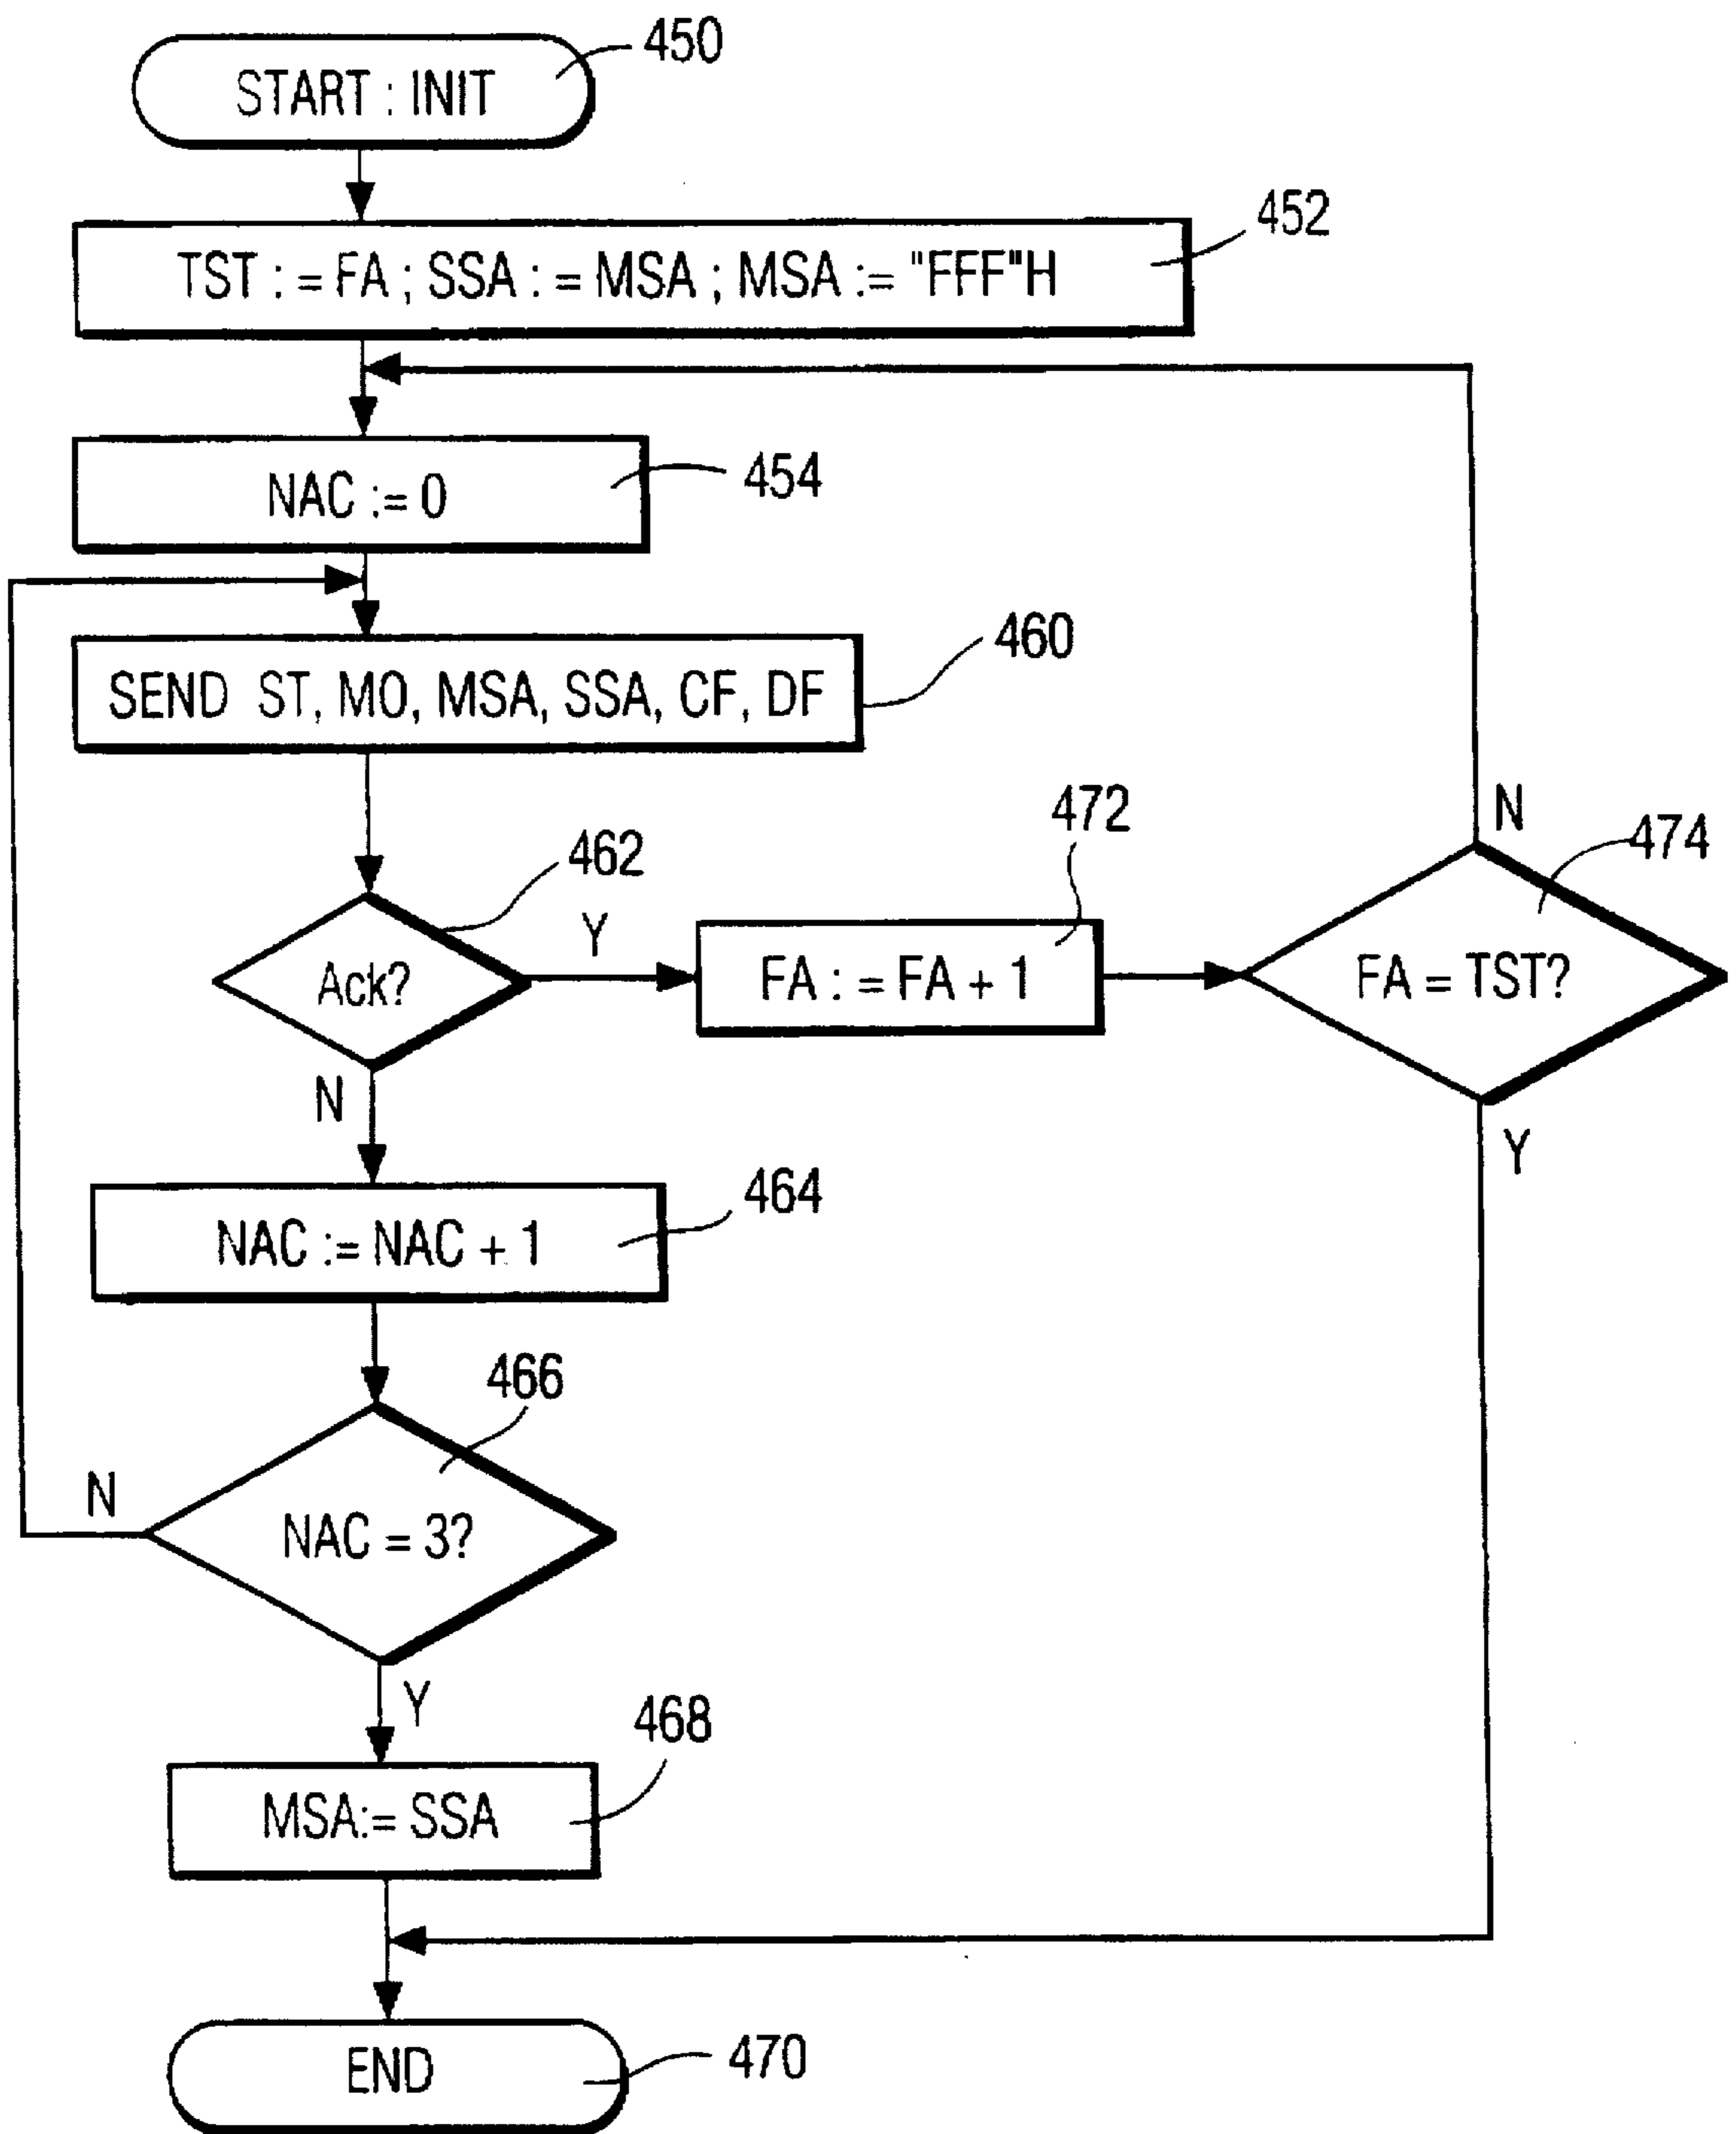 450
START : INIT
452
TST : = FA ; SSA : = MSA ; MSA := "FFF"H
454
NAC := 0
460
SEND ST, MO, MSA, SSA, CF, DF
462
Ack?
Y
N
472
FA : = FA + 1
474
FA = TST?
N
Y
464
NAC := NAC + 1
466
NAC = 3?
N
Y
468
MSA:= SSA
470
END